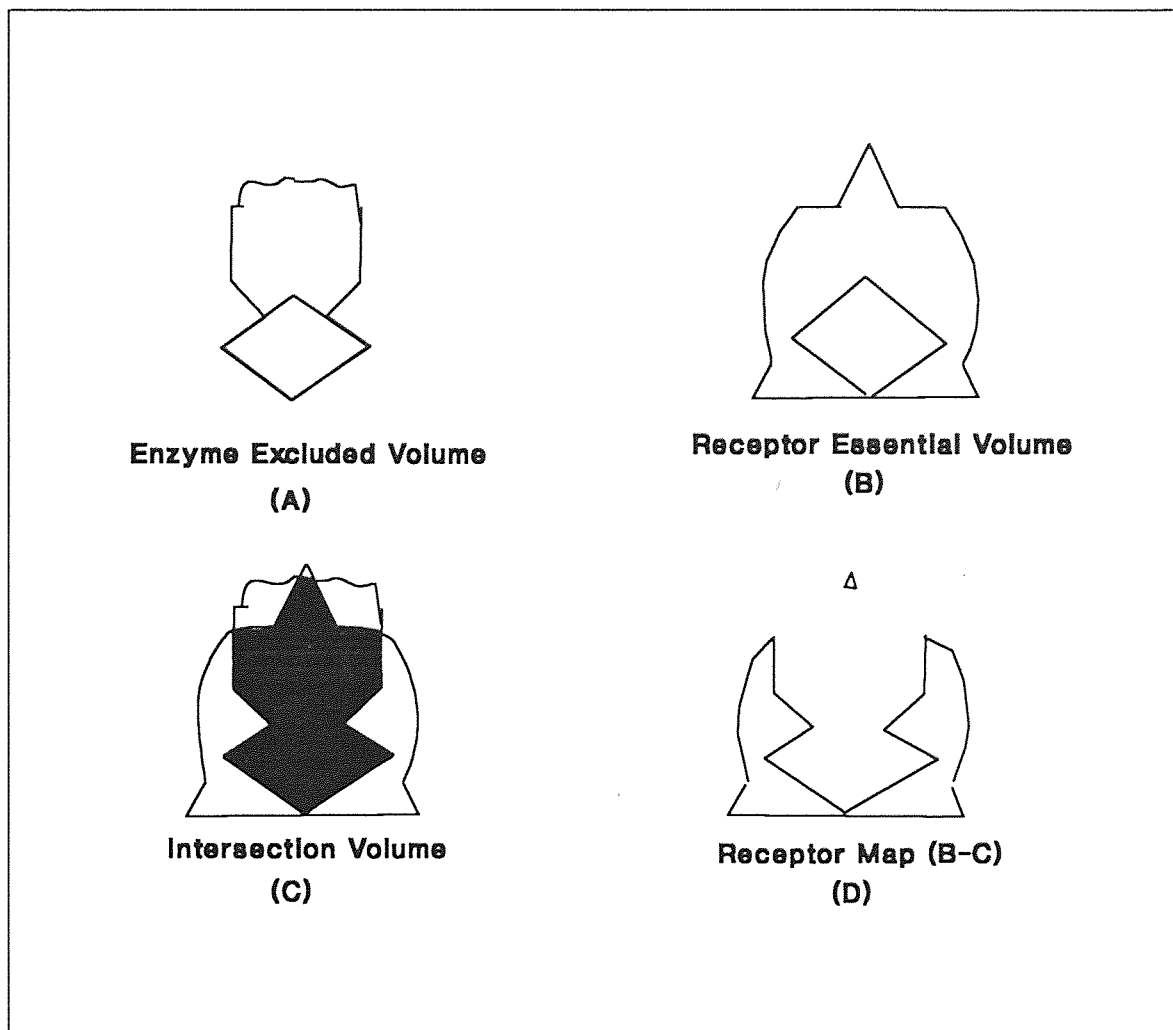 Enzyme Excluded Volume
(A)
Receptor Essential Volume
(B)
Intersection Volume
(C)
Receptor Map (B-C)
(D)